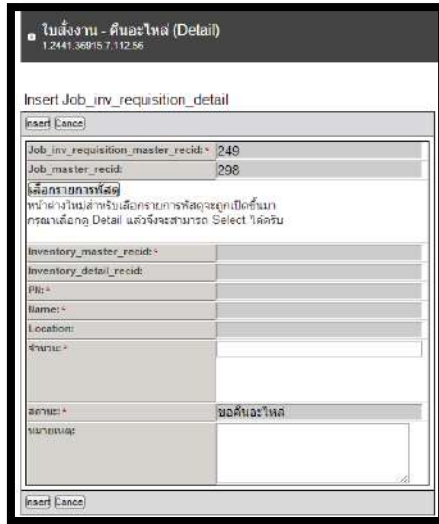 ใบสั่งงาน - คืนอะไหล่ (Detail)
1.2441.36915.7.112.56
Insert Job_inv_requisition_detail
Insert Cancel
Job_inv_requisition_master_recid: * 249
Job_master_recid: 298
เลือกรายการพัสดุ
หน้าต่างใหม่สำหรับเลือกรายการพัสดุจะถูกเปิดขึ้นมา
กรุณาเลือกดู Detail แล้วจึงจะสามารถ Select ได้ครับ
Inventory_master_recid: *
Inventory_detail_recid:
PN: *
Name: *
Location:
จำนวน: *
สถานะ: * ขอคืนอะไหล่
หมายเหตุ:
Insert Cancel